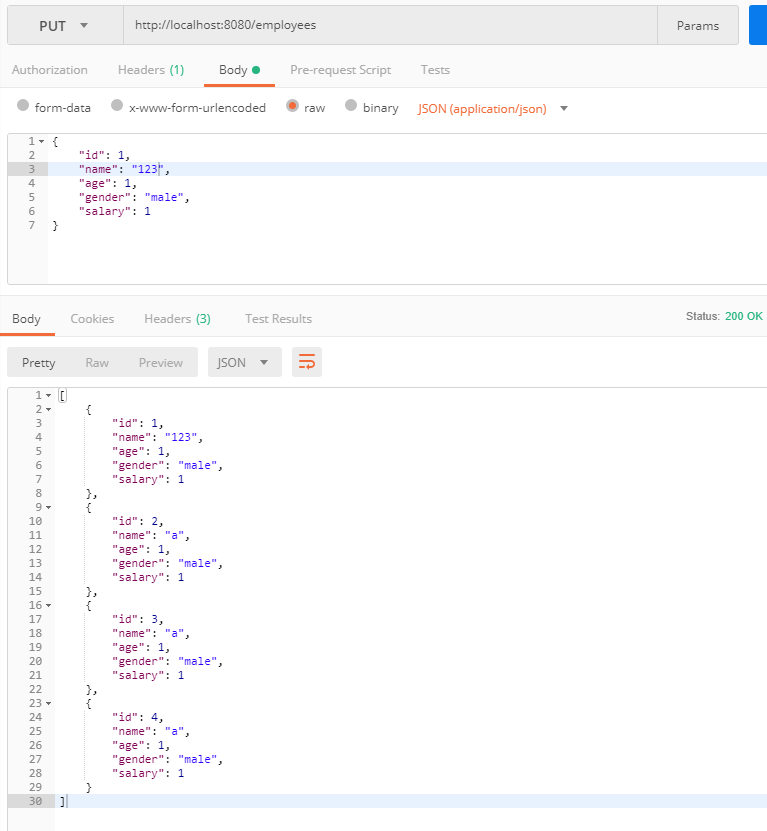 PUT http://localhost:8080/employees Params
Authorization Headers (1) Body Pre-request Script Tests
form-data x-www-form-urlencoded raw binary JSON (application/json)
1 {
2 "id": 1,
3 "name": "123",
4 "age": 1,
5 "gender": "male",
6 "salary": 1
7 }
Body Cookies Headers (3) Test Results Status: 200 OK
Pretty Raw Preview JSON
1 [
2 {
3 "id": 1,
4 "name": "123",
5 "age": 1,
6 "gender": "male",
7 "salary": 1
8 },
9 {
10 "id": 2,
11 "name": "a",
12 "age": 1,
13 "gender": "male",
14 "salary": 1
15 },
16 {
17 "id": 3,
18 "name": "a",
19 "age": 1,
20 "gender": "male",
21 "salary": 1
22 },
23 {
24 "id": 4,
25 "name": "a",
26 "age": 1,
27 "gender": "male",
28 "salary": 1
29 }
30 ]